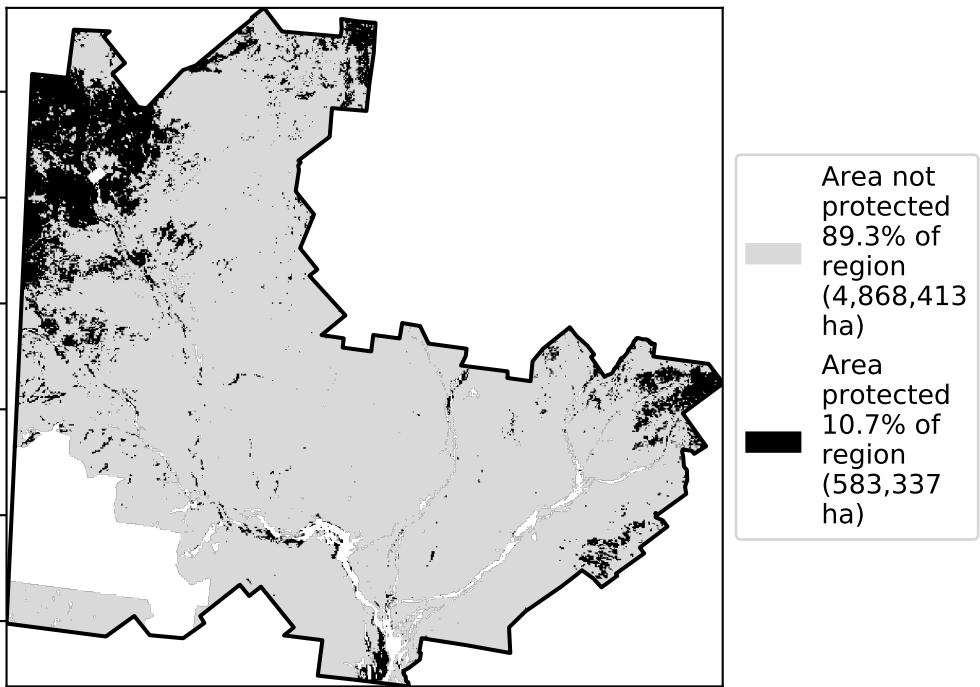 Area not
protected
89.3% of
region
(4,868,413
ha)
Area
protected
10.7% of
region
(583,337
ha)